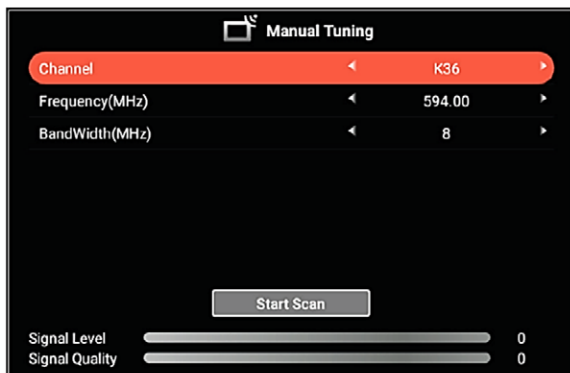 Manual Tuning
Channel K36
Frequency(MHz) 594.00
BandWidth(MHz) 8
Start Scan
Signal Level 0
Signal Quality 0